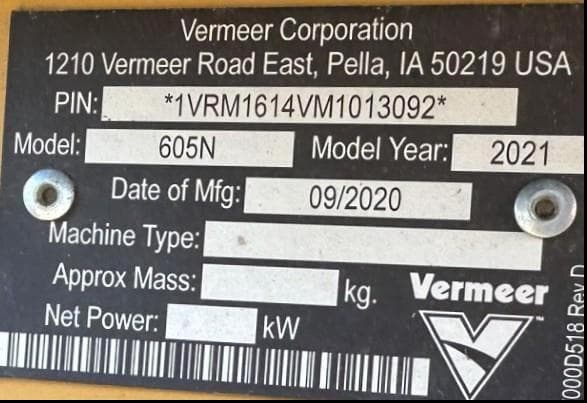 Vermeer Corporation
1210 Vermeer Road East, Pella, IA 50219 USA
PIN: *1VRM1614VM1013092*
Model: 605N Model Year: 2021
Date of Mfg: 09/2020
Machine Type:
Approx Mass: kg.
Net Power: kW
Vermeer
000D518 Rev D